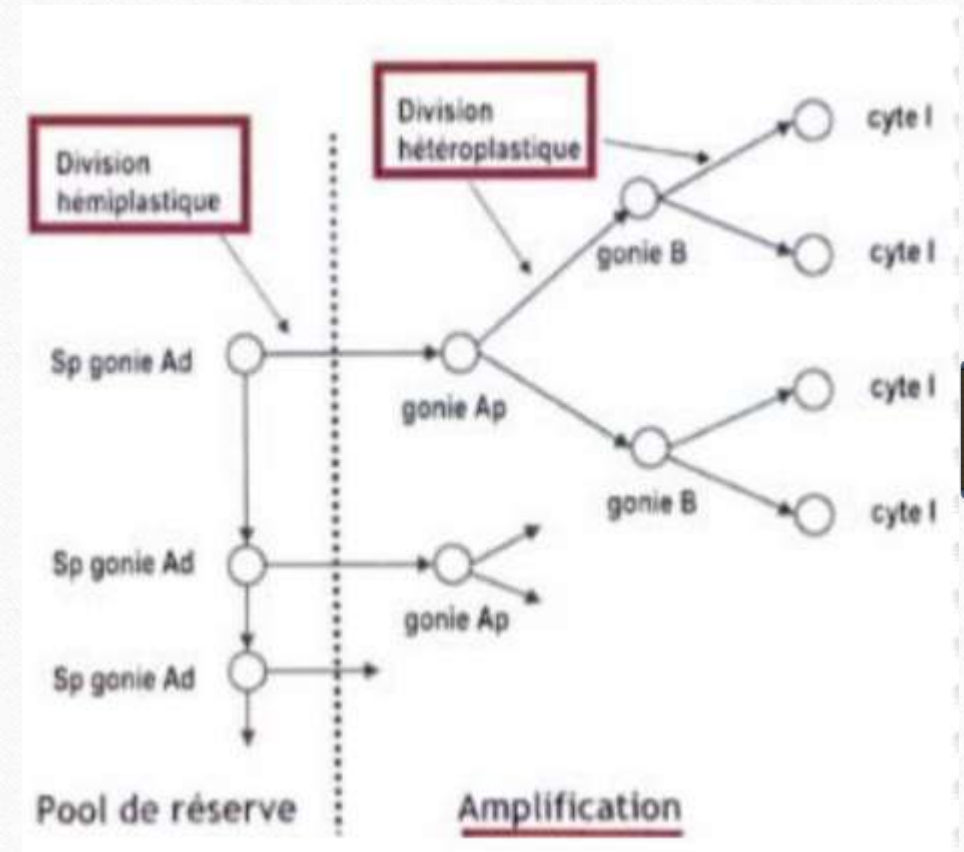 Division
hétéroplastique
cyte I
Division
hémiplastique
gonie B
cyte I
Sp gonie Ad
gonie Ap
cyte I
gonie B
cyte I
Sp gonie Ad
gonie Ap
Sp gonie Ad
Pool de réserve
Amplification